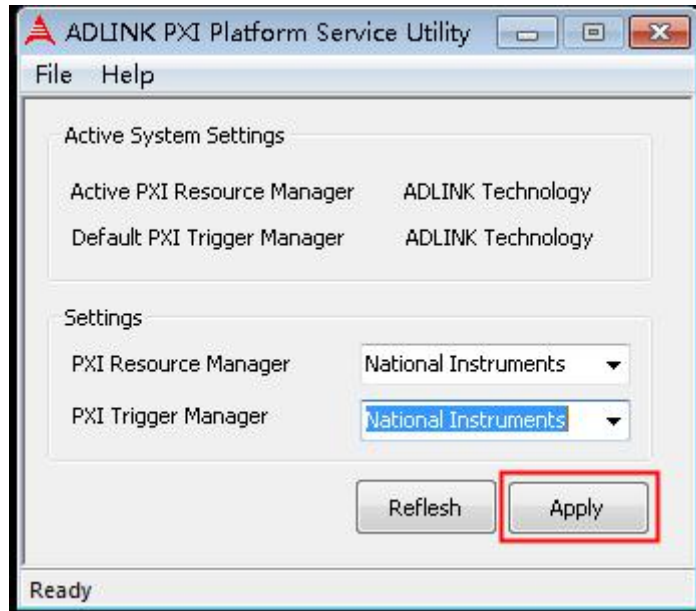 ADLINK PXI Platform Service Utility
File Help
Active System Settings
Active PXI Resource Manager ADLINK Technology
Default PXI Trigger Manager ADLINK Technology
Settings
PXI Resource Manager National Instruments
PXI Trigger Manager National Instruments
Reflesh Apply
Ready